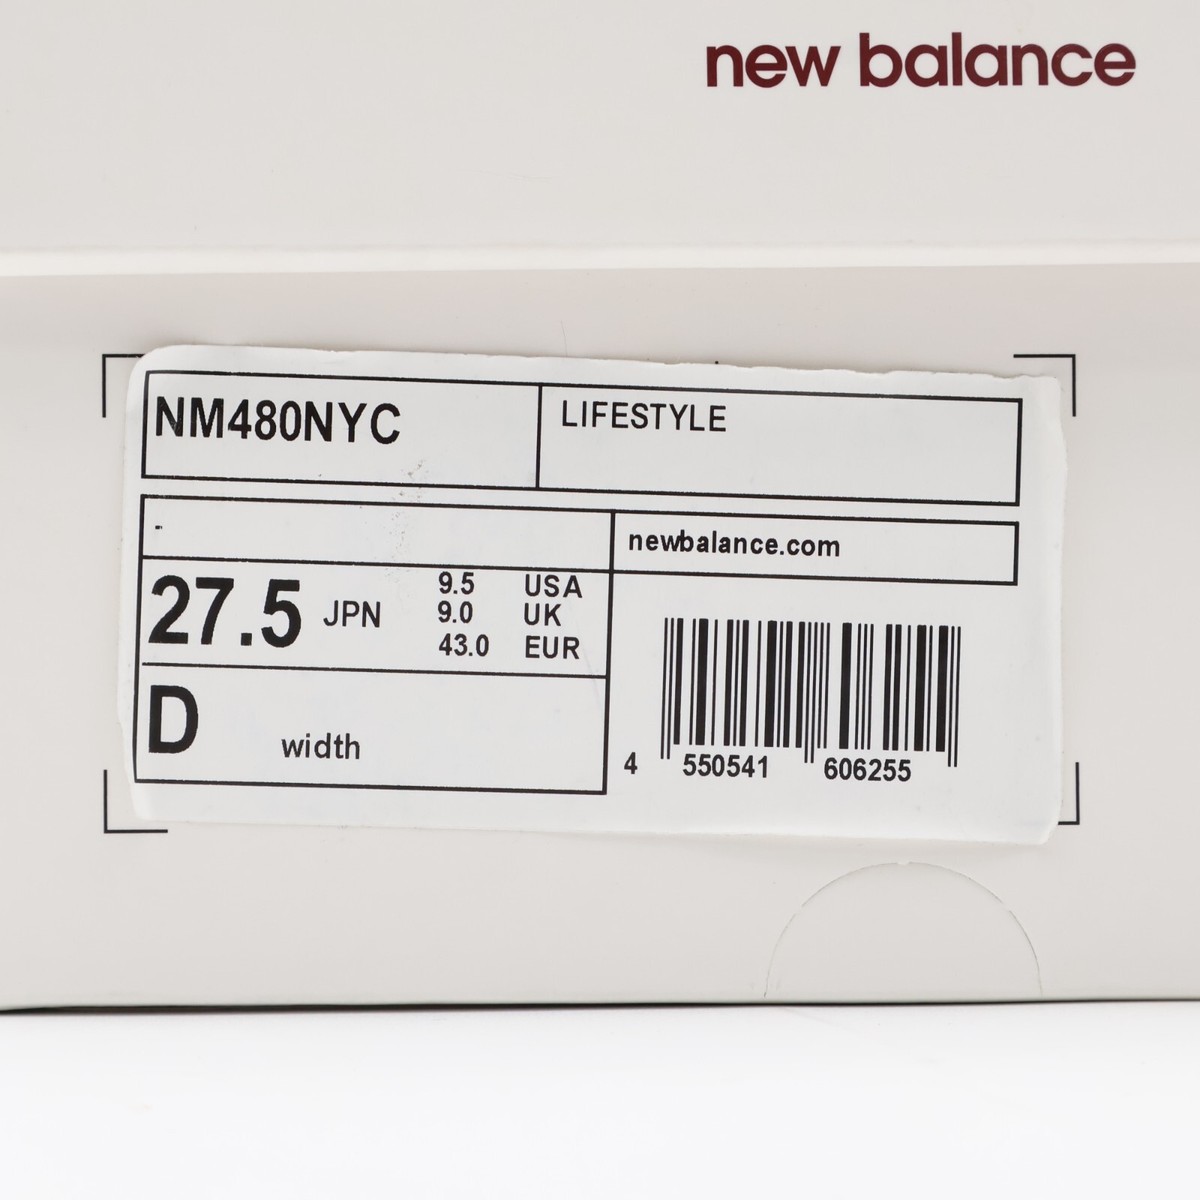 new balance
NM480NYC
LIFESTYLE
-
newbalance.com
27.5 JPN
9.5 USA
9.0 UK
43.0 EUR
D width
4 550541 606255